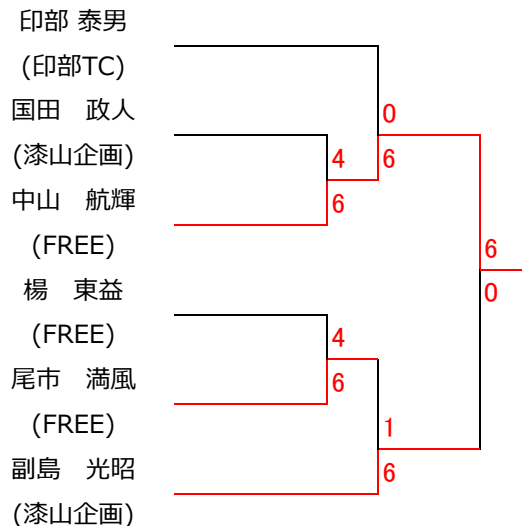 印部 泰男
(印部TC)
国田　政人
(漆山企画)
中山　航輝
(FREE)
楊　東益
(FREE)
尾市　満風
(FREE)
副島　光昭
(漆山企画)
0
4
6
6
6
0
4
6
1
6